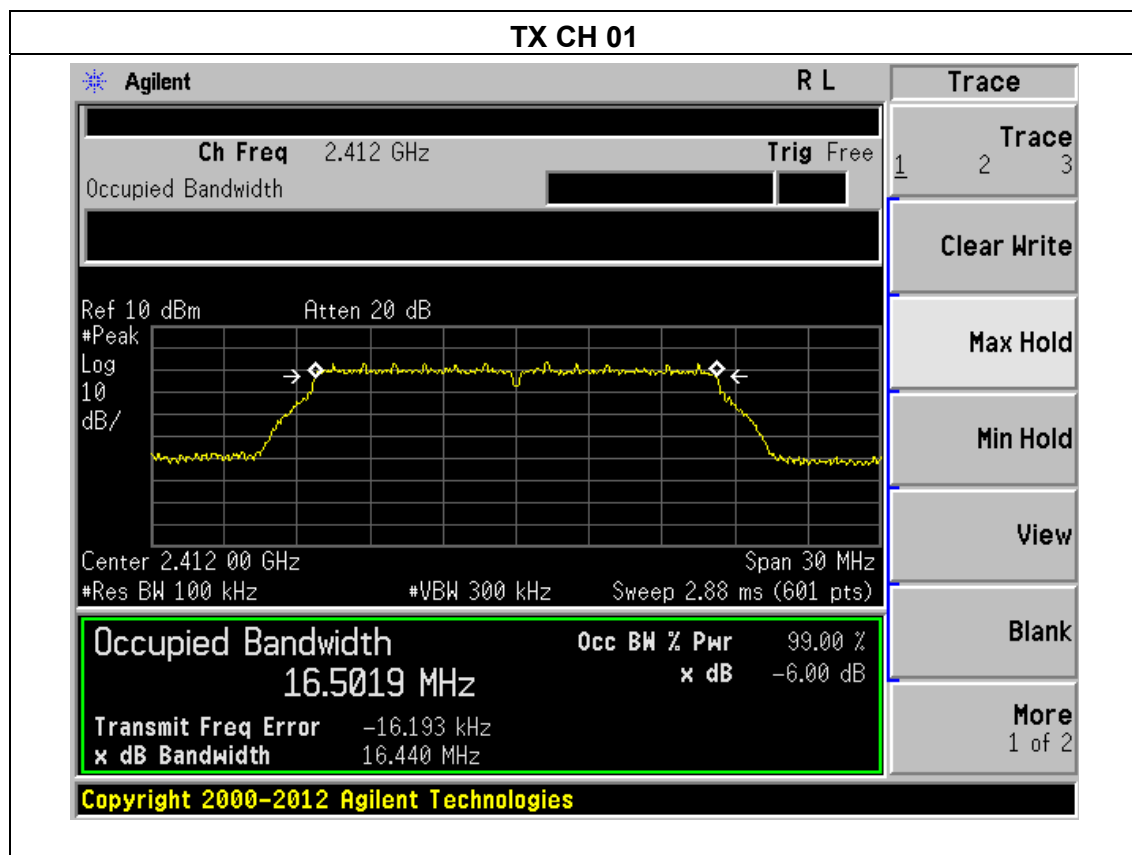 TX CH 01
Agilent R L Trace
Ch Freq 2.412 GHz Trig Free
Occupied Bandwidth
Trace
1 2 3
Clear Write
Ref 10 dBm Atten 20 dB
#Peak
Log
10
dB/
Max Hold
Min Hold
View
Center 2.412 00 GHz Span 30 MHz
#Res BW 100 kHz #VBW 300 kHz Sweep 2.88 ms (601 pts)
Occupied Bandwidth Occ BW % Pwr 99.00 %
16.5019 MHz x dB -6.00 dB
Blank
Transmit Freq Error -16.193 kHz
x dB Bandwidth 16.440 MHz
More
1 of 2
Copyright 2000-2012 Agilent Technologies